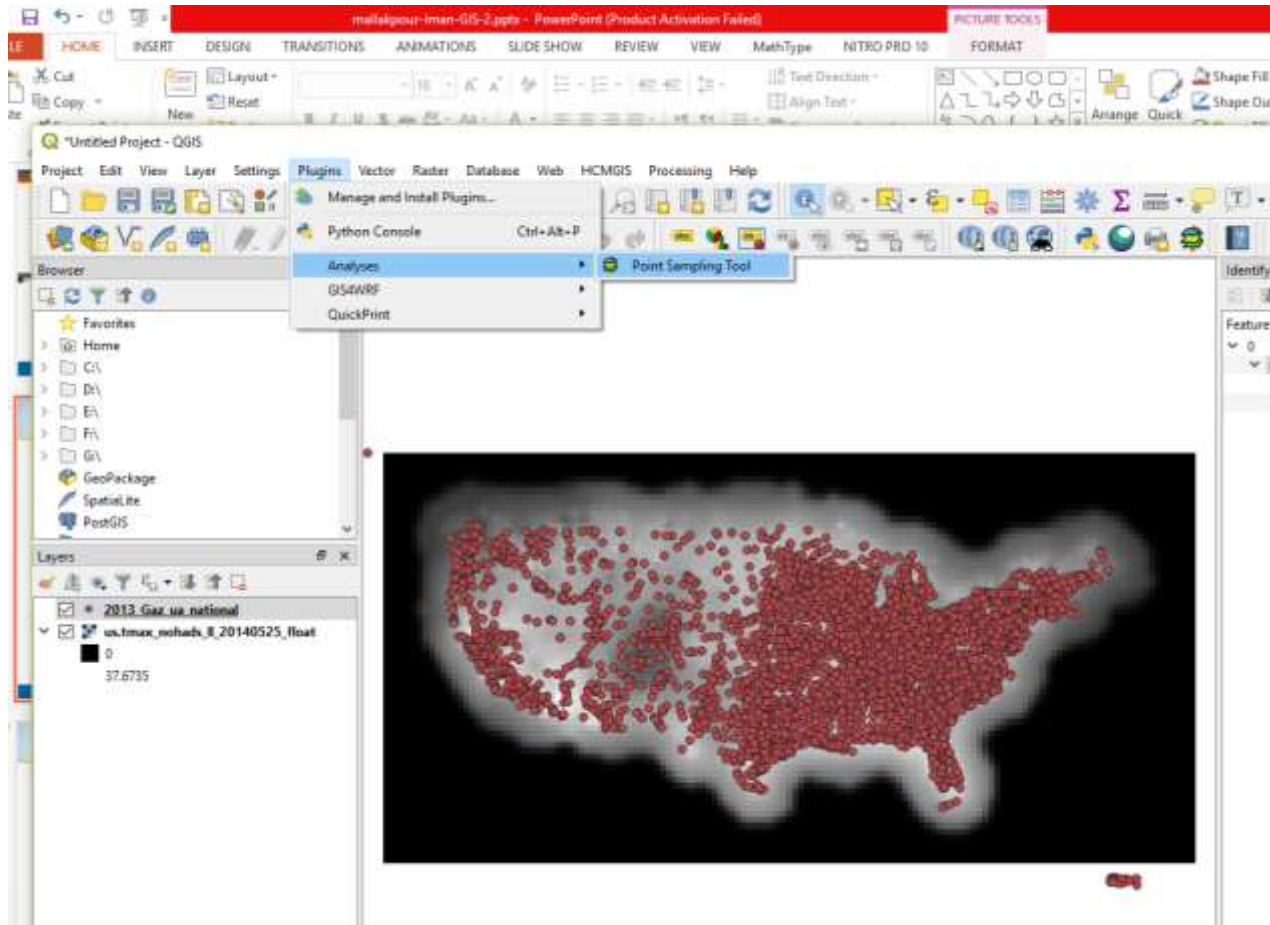 mallakpour-Iman-GIS-2.pptx - PowerPoint (Product Activation Failed)
PICTURE TOOLS
HOME INSERT DESIGN TRANSITIONS ANIMATIONS SLIDE SHOW REVIEW VIEW MathType NITRO PRO 10 FORMAT
Cut
Layout
Text Direction
Shape Fill
Copy
Reset
Align Text
New
Arrange Quick
*Untitled Project - QGIS
Project Edit View Layer Settings Plugins Vector Raster Database Web HCMGIS Processing Help
Manage and Install Plugins...
Python Console Ctrl+Alt+P
Analyses
Point Sampling Tool
GIS4WRF
QuickPrint
Browser
Identify
Favorites
Feature
Home
0
C:\
D:\
E:\
F:\
G:\
GeoPackage
SpatiaLite
PostGIS
Layers
2013_Gaz_ua_national
us.tmax_nohads_ll_20140525_float
0
37.6735